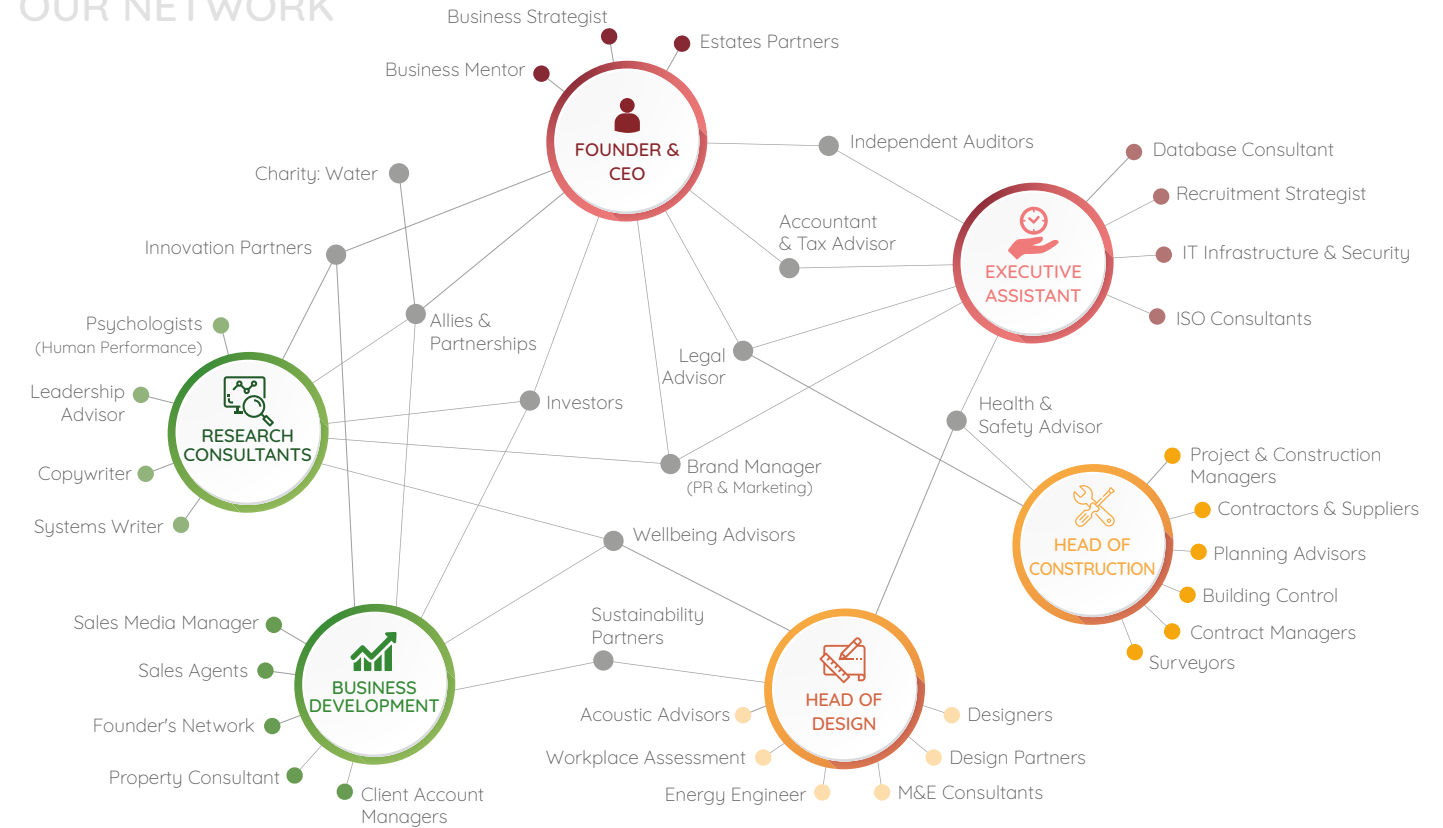 OUR NETWORK
Business Strategist
Estates Partners
Business Mentor
FOUNDER &
CEO
Independent Auditors
Database Consultant
Charity: Water
Recruitment Strategist
Accountant
& Tax Advisor
Innovation Partners
IT Infrastructure & Security
EXECUTIVE
ASSISTANT
ISO Consultants
Psychologists
(Human Performance)
Allies &
Partnerships
Legal
Advisor
Leadership
Advisor
Investors
Health &
Safety Advisor
RESEARCH
CONSULTANTS
Copywriter
Brand Manager
(PR & Marketing)
Project & Construction
Managers
Systems Writer
Wellbeing Advisors
Contractors & Suppliers
HEAD OF
CONSTRUCTION
Planning Advisors
Building Control
Sales Media Manager
Sustainability
Partners
Contract Managers
Surveyors
Sales Agents
BUSINESS
DEVELOPMENT
HEAD OF
DESIGN
Founder's Network
Acoustic Advisors
Designers
Workplace Assessment
Design Partners
Property Consultant
Client Account
Managers
Energy Engineer
M&E Consultants